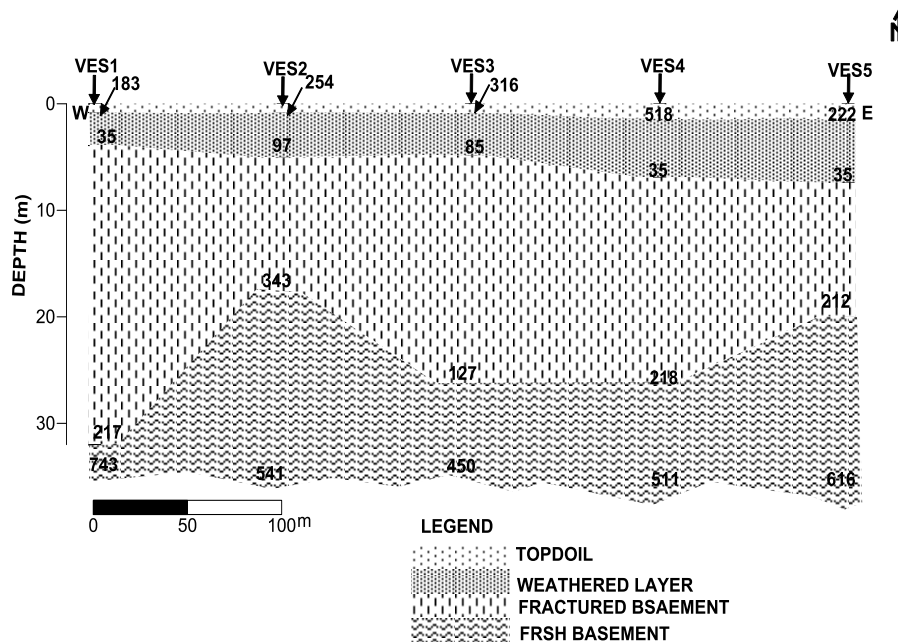 N
VES1 VES2 VES3 VES4 VES5
183 254 316
0
W 518 222 E
35 97 85 35 35
10
DEPTH (m)
343
20
212
127 218
30
217
743 541 450 511 616
0 50 100 m
LEGEND
TOPDOIL
WEATHERED LAYER
FRACTURED BSAEMENT
FRSH BASEMENT